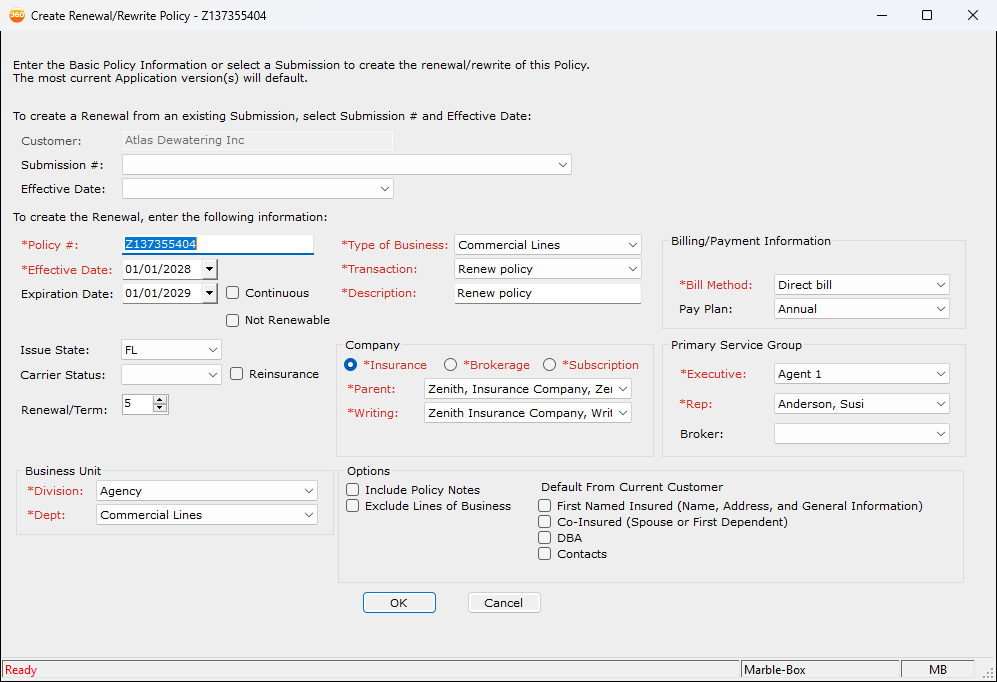 360 Create Renewal/Rewrite Policy - Z137355404
Enter the Basic Policy Information or select a Submission to create the renewal/rewrite of this Policy.
The most current Application version(s) will default.
To create a Renewal from an existing Submission, select Submission # and Effective Date:
Customer: Atlas Dewatering Inc
Submission #:
Effective Date:
To create the Renewal, enter the following information:
*Policy #: Z137355404
*Effective Date: 01/01/2028
Expiration Date: 01/01/2029 Continuous
Not Renewable
*Type of Business: Commercial Lines
*Transaction: Renew policy
*Description: Renew policy
Billing/Payment Information
*Bill Method: Direct bill
Pay Plan: Annual
Issue State: FL
Carrier Status: Reinsurance
Renewal/Term: 5
Company
*Insurance *Brokerage *Subscription
*Parent: Zenith, Insurance Company, Zer
*Writing: Zenith Insurance Company, Writ
Primary Service Group
*Executive: Agent 1
*Rep: Anderson, Susi
Broker:
Business Unit
*Division: Agency
*Dept: Commercial Lines
Options
Include Policy Notes
Exclude Lines of Business
Default From Current Customer
First Named Insured (Name, Address, and General Information)
Co-Insured (Spouse or First Dependent)
DBA
Contacts
OK Cancel
Ready Marble-Box MB